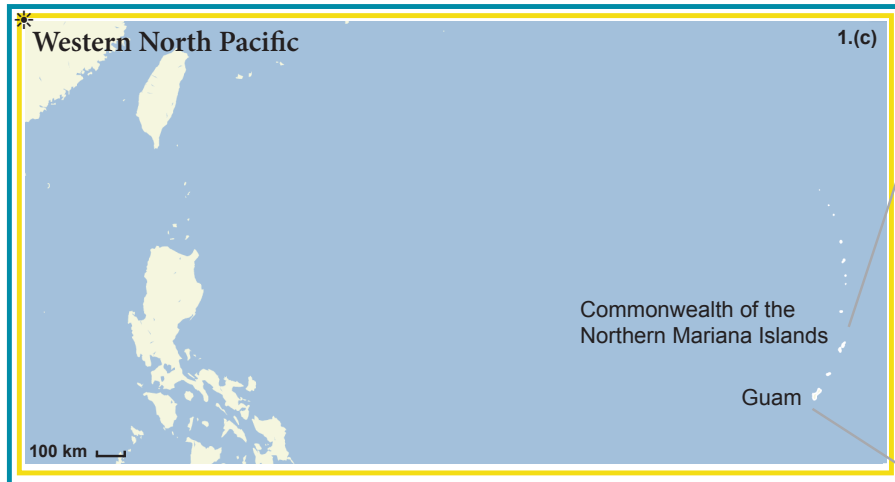 Western North Pacific
1.(c)
Commonwealth of the
Northern Mariana Islands
Guam
100 km